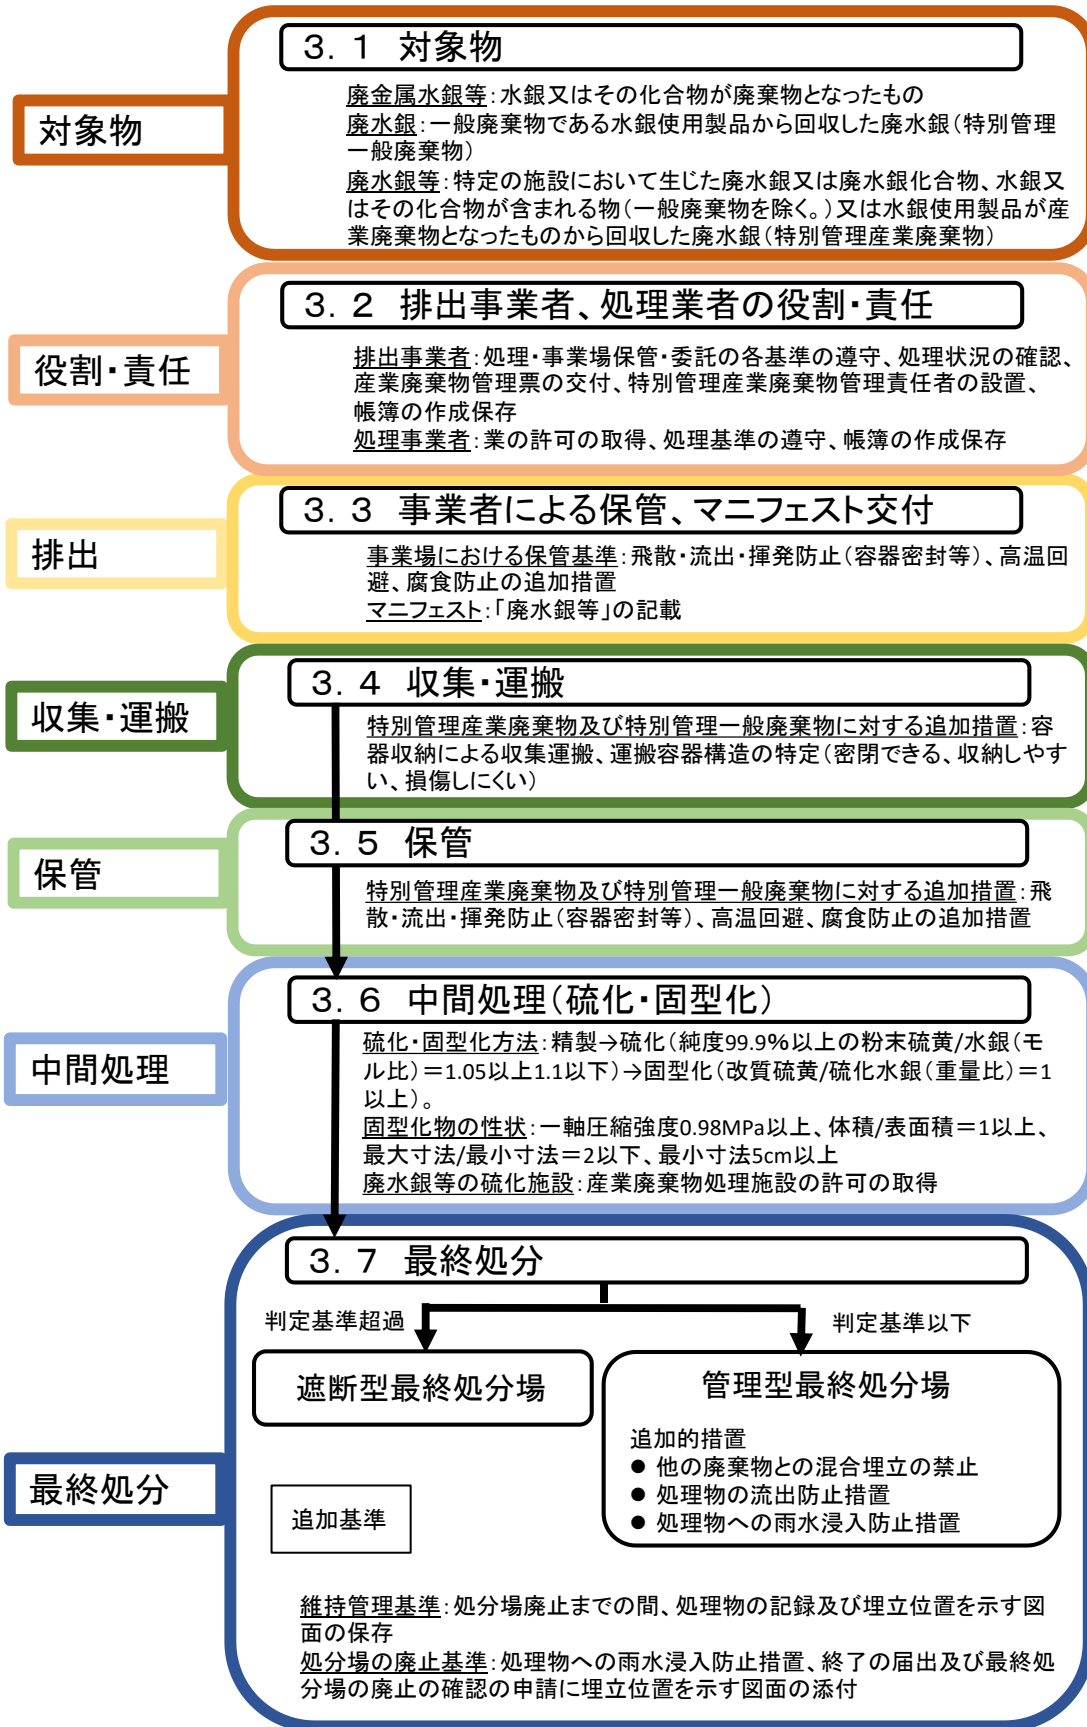 対象物
3．1　対象物
廃金属水銀等：水銀又はその化合物が廃棄物となったもの
廃水銀：一般廃棄物である水銀使用製品から回収した廃水銀（特別管理
一般廃棄物）
廃水銀等：特定の施設において生じた廃水銀又は廃水銀化合物、水銀又
はその化合物が含まれる物（一般廃棄物を除く。）又は水銀使用製品が産
業廃棄物となったものから回収した廃水銀（特別管理産業廃棄物）
役割・責任
3．2　排出事業者、処理業者の役割・責任
排出事業者：処理・事業場保管・委託の各基準の遵守、処理状況の確認、
産業廃棄物管理票の交付、特別管理産業廃棄物管理責任者の設置、
帳簿の作成保存
処理事業者：業の許可の取得、処理基準の遵守、帳簿の作成保存
排出
3．3　事業者による保管、マニフェスト交付
事業場における保管基準：飛散・流出・揮発防止（容器密封等）、高温回
避、腐食防止の追加措置
マニフェスト：「廃水銀等」の記載
収集・運搬
3．4　収集・運搬
特別管理産業廃棄物及び特別管理一般廃棄物に対する追加措置：容
器収納による収集運搬、運搬容器構造の特定（密閉できる、収納しやす
い、損傷しにくい）
保管
3．5　保管
特別管理産業廃棄物及び特別管理一般廃棄物に対する追加措置：飛
散・流出・揮発防止（容器密封等）、高温回避、腐食防止の追加措置
中間処理
3．6　中間処理（硫化・固型化）
硫化・固型化方法：精製→硫化（純度99.9%以上の粉末硫黄/水銀（モ
ル比）＝1.05以上1.1以下）→固型化（改質硫黄/硫化水銀（重量比）＝1
以上）。
固型化物の性状：一軸圧縮強度0.98MPa以上、体積/表面積＝1以上、
最大寸法/最小寸法＝2以下、最小寸法5cm以上
廃水銀等の硫化施設：産業廃棄物処理施設の許可の取得
最終処分
3．7　最終処分
判定基準超過
判定基準以下
遮断型最終処分場
管理型最終処分場
追加的措置
● 他の廃棄物との混合埋立の禁止
● 処理物の流出防止措置
● 処理物への雨水浸入防止措置
追加基準
維持管理基準：処分場廃止までの間、処理物の記録及び埋立位置を示す図
面の保存
処分場の廃止基準：処理物への雨水浸入防止措置、終了の届出及び最終処
分場の廃止の確認の申請に埋立位置を示す図面の添付